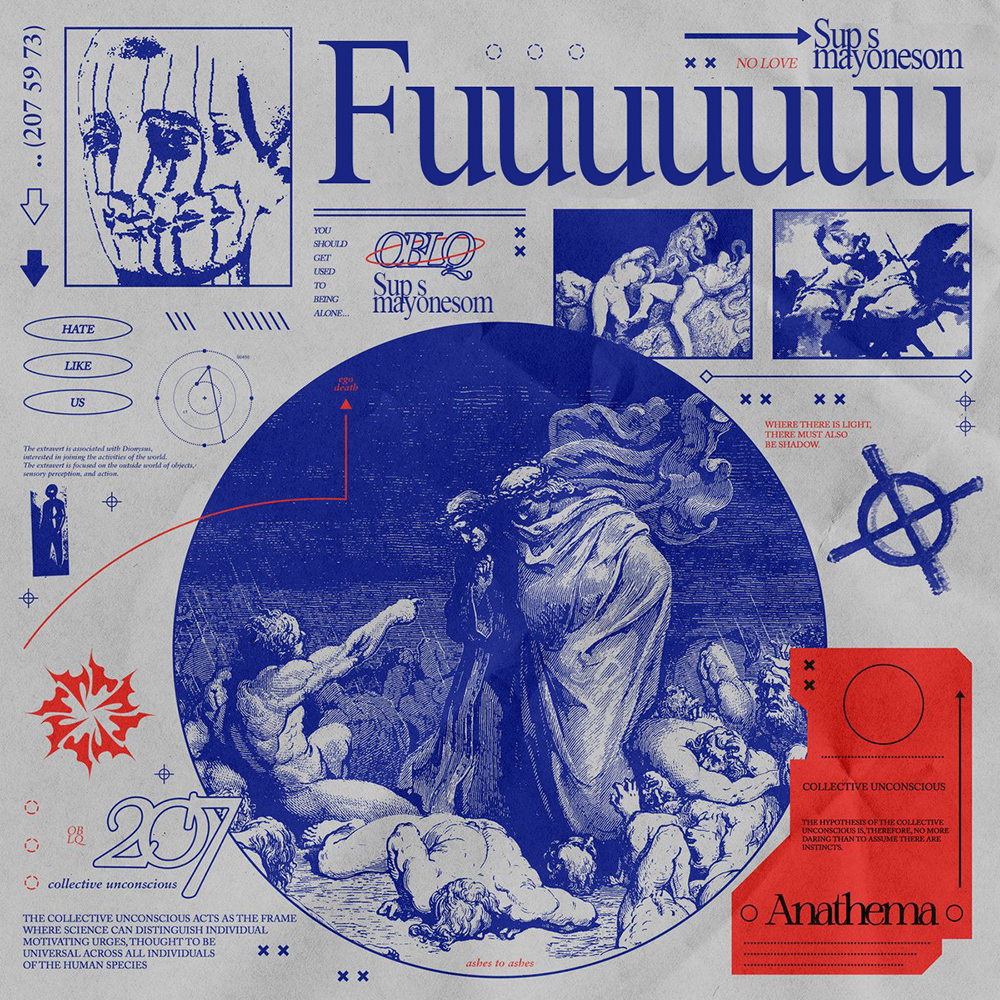 .. (207 59 73)
Fuuuuuuu
NO LOVE
Sup s
mayonesom
YOU
SHOULD
GET
USED
TO
BEING
ALONE...
OBLQ
Sup s
mayonesom
HATE
LIKE
US
ego
death
WHERE THERE IS LIGHT,
THERE MUST ALSO
BE SHADOW.
The extravert is associated with Dionysus,
interested in joining the activities of the world.
The extravert is focused on the outside world of objects,
sensory perception, and action.
COLLECTIVE UNCONSCIOUS
THE HYPOTHESIS OF THE COLLECTIVE
UNCONSCIOUS IS, THEREFORE, NO MORE
DARING THAN TO ASSUME THERE ARE
INSTINCTS.
Anathema
OB
LQ
207
collective unconscious
THE COLLECTIVE UNCONSCIOUS ACTS AS THE FRAME
WHERE SCIENCE CAN DISTINGUISH INDIVIDUAL
MOTIVATING URGES, THOUGHT TO BE
UNIVERSAL ACROSS ALL INDIVIDUALS
OF THE HUMAN SPECIES
ashes to ashes